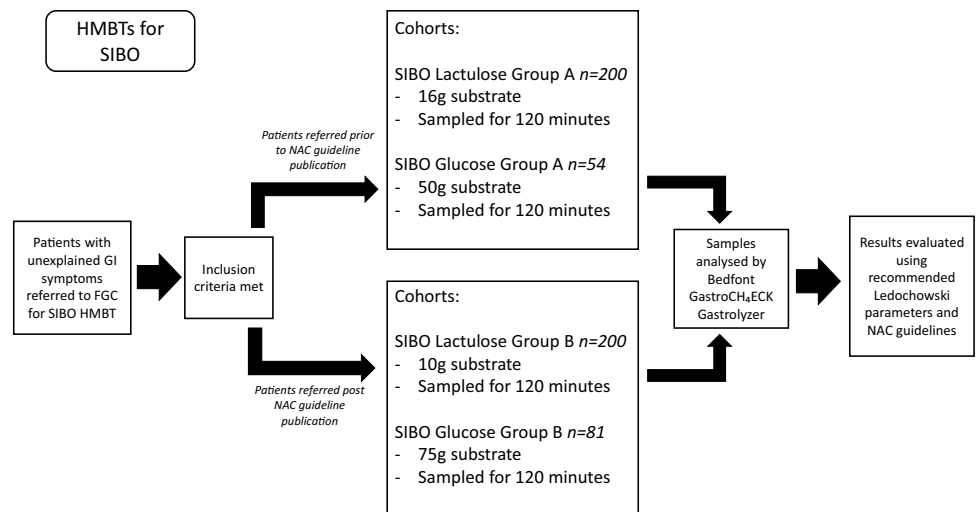 HMBTs for
SIBO
Patients with
unexplained GI
symptoms
referred to FGC
for SIBO HMBT
Inclusion
criteria met
Patients referred prior
to NAC guideline
publication
Cohorts:
SIBO Lactulose Group A n=200
- 16g substrate
- Sampled for 120 minutes
SIBO Glucose Group A n=54
- 50g substrate
- Sampled for 120 minutes
Patients referred post
NAC guideline
publication
Cohorts:
SIBO Lactulose Group B n=200
- 10g substrate
- Sampled for 120 minutes
SIBO Glucose Group B n=81
- 75g substrate
- Sampled for 120 minutes
Samples
analysed by
Bedfont
GastroCH₄ECK
Gastrolyzer
Results evaluated
using
recommended
Ledochowski
parameters and
NAC guidelines